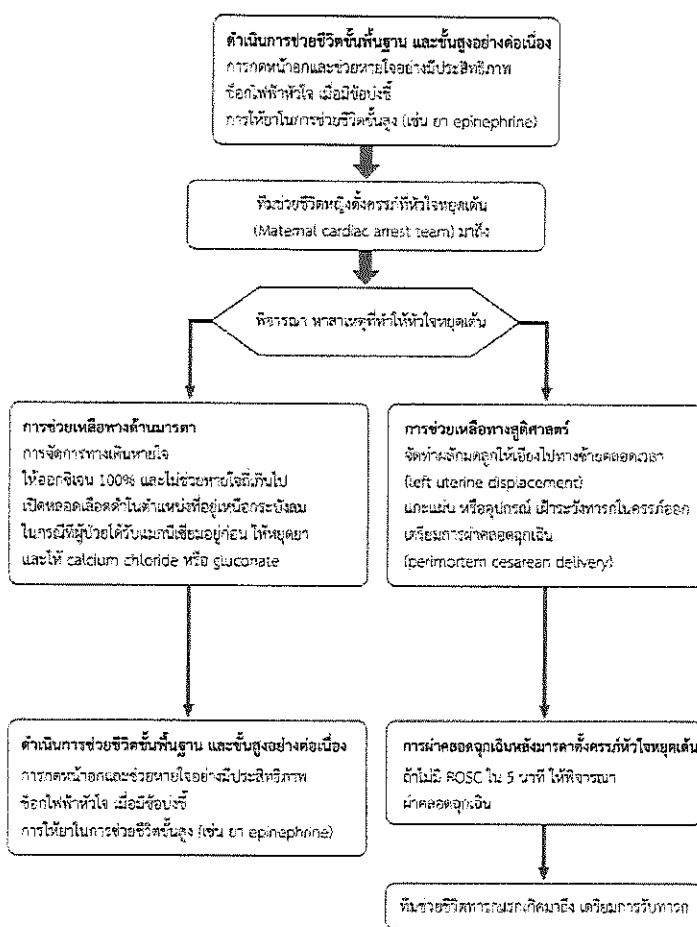 ดำเนินการช่วยชีวิตขั้นพื้นฐาน และขั้นสูงอย่างต่อเนื่อง
การกดหน้าอกและช่วยหายใจอย่างมีประสิทธิภาพ
ช็อกไฟฟ้าหัวใจ เมื่อมีข้อบ่งชี้
การให้ยาในการช่วยชีวิตขั้นสูง (เช่น ยา epinephrine)
ทีมช่วยชีวิตหญิงตั้งครรภ์ที่หัวใจหยุดเต้น
(Maternal cardiac arrest team) มาถึง
พิจารณา หาสาเหตุที่ทำให้หัวใจหยุดเต้น
การช่วยเหลือทางด้านมารดา
การจัดการทางเดินหายใจ
ให้ออกซิเจน 100% และไม่ช่วยหายใจถี่เกินไป
เปิดหลอดเลือดดำในตำแหน่งที่อยู่เหนือกระบังลม
ในกรณีที่ผู้ป่วยได้รับแมกนีเซียมอยู่ก่อน ให้หยุดยา
และให้ calcium chloride หรือ gluconate
การช่วยเหลือทางสูติศาสตร์
จัดท่าผลักมดลูกให้เอียงไปทางซ้ายตลอดเวลา
(left uterine displacement)
แกะแผ่น หรืออุปกรณ์ เฝ้าระวังทารกในครรภ์ออก
เตรียมการผ่าคลอดฉุกเฉิน
(perimortem cesarean delivery)
ดำเนินการช่วยชีวิตขั้นพื้นฐาน และขั้นสูงอย่างต่อเนื่อง
การกดหน้าอกและช่วยหายใจอย่างมีประสิทธิภาพ
ช็อกไฟฟ้าหัวใจ เมื่อมีข้อบ่งชี้
การให้ยาในการช่วยชีวิตขั้นสูง (เช่น ยา epinephrine)
การผ่าคลอดฉุกเฉินหลังมารดาตั้งครรภ์หัวใจหยุดเต้น
ถ้าไม่มี ROSC ใน 5 นาที ให้พิจารณา
ผ่าคลอดฉุกเฉิน
ทีมช่วยชีวิตทารกแรกเกิดมาถึง เตรียมการรับทารก